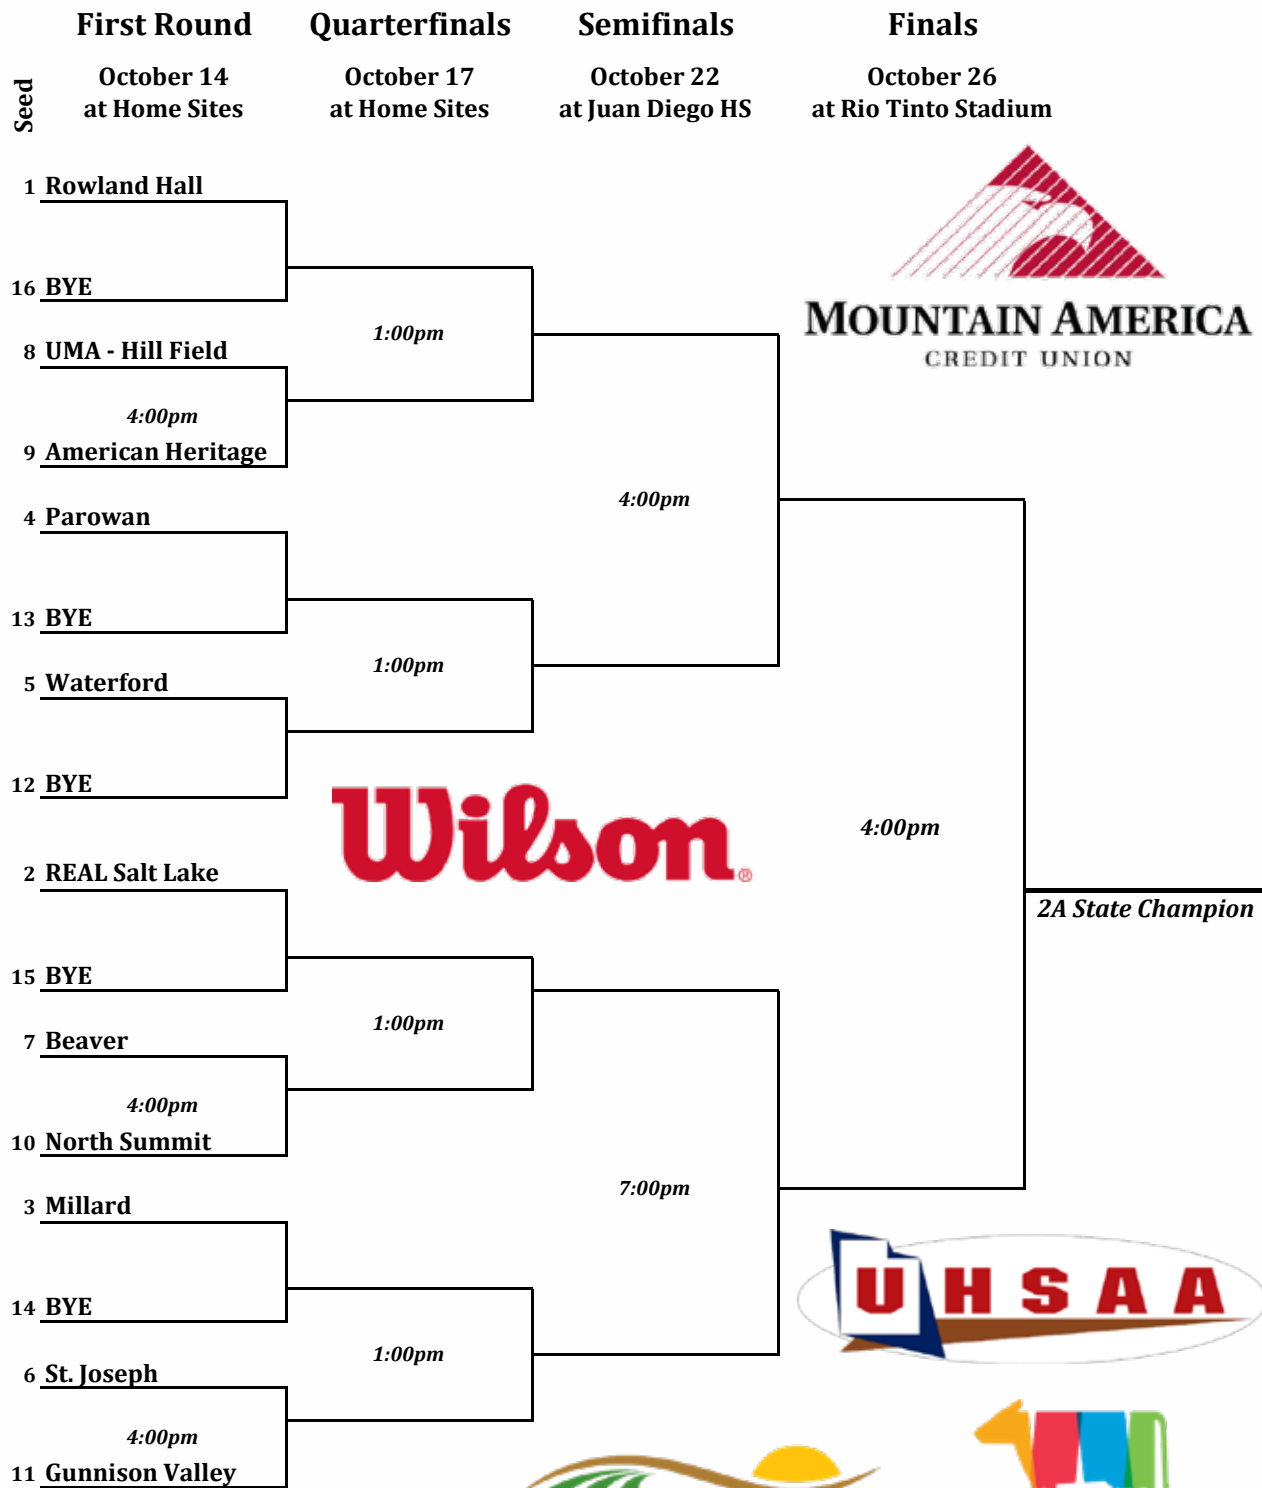 First Round Quarterfinals Semifinals Finals
Seed
October 14 October 17 October 22 October 26
at Home Sites at Home Sites at Juan Diego HS at Rio Tinto Stadium
1 Rowland Hall
16 BYE
MOUNTAIN AMERICA
1:00pm
8 UMA - Hill Field
CREDIT UNION
4:00pm
9 American Heritage
4:00pm
4 Parowan
13 BYE
1:00pm
5 Waterford
12 BYE
Wilson®
4:00pm
2 REAL Salt Lake
2A State Champion
15 BYE
1:00pm
7 Beaver
4:00pm
10 North Summit
7:00pm
3 Millard
UHSAA
14 BYE
1:00pm
6 St. Joseph
4:00pm
11 Gunnison Valley